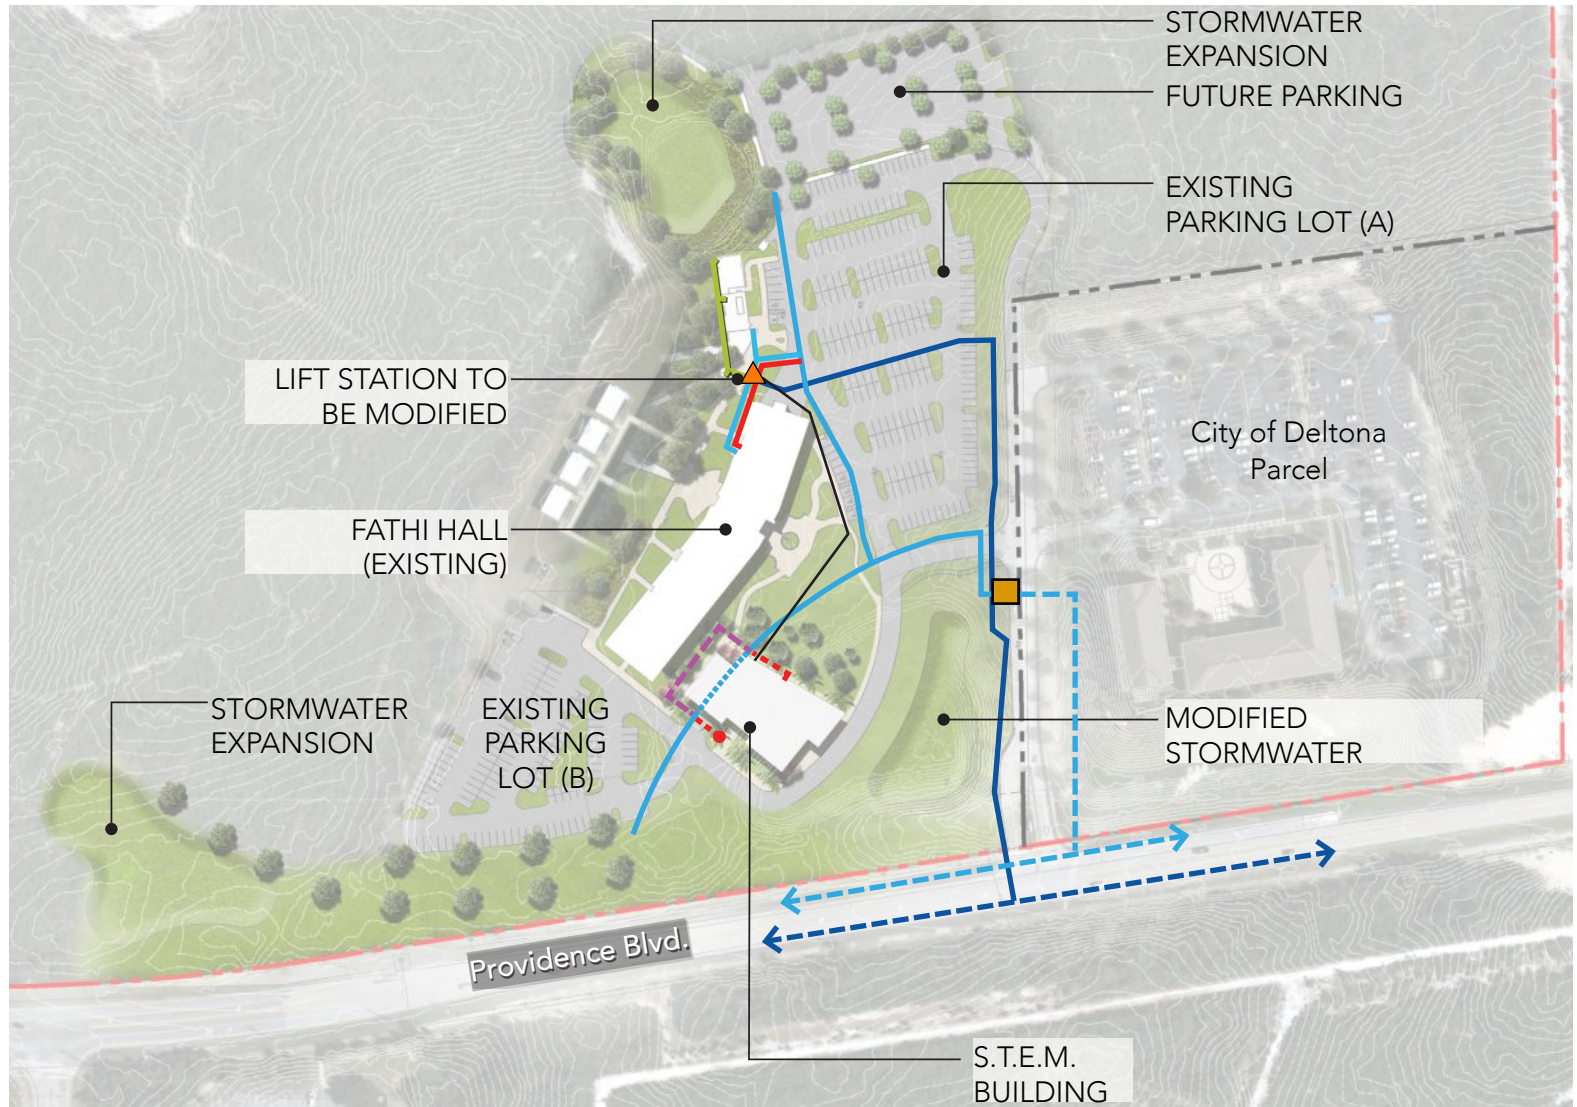 STORMWATER
EXPANSION
FUTURE PARKING
EXISTING
PARKING LOT (A)
LIFT STATION TO
BE MODIFIED
City of Deltona
Parcel
FATHI HALL
(EXISTING)
STORMWATER
EXPANSION
EXISTING
PARKING
LOT (B)
MODIFIED
STORMWATER
Providence Blvd.
S.T.E.M.
BUILDING